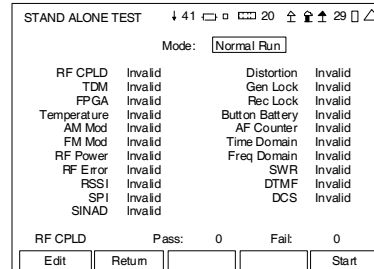 STAND ALONE TEST 41 20 29
Mode: Normal Run
RF CPLD Invalid Distortion Invalid
TDM Invalid Gen Lock Invalid
FPGA Invalid Rec Lock Invalid
Temperature Invalid Button Battery Invalid
AM Mod Invalid AF Counter Invalid
FM Mod Invalid Time Domain Invalid
RF Power Invalid Freq Domain Invalid
RF Error Invalid SWR Invalid
RSSI Invalid DTMF Invalid
SPI Invalid DCS Invalid
SINAD Invalid
RF CPLD Pass: 0 Fail: 0
Edit Return Start